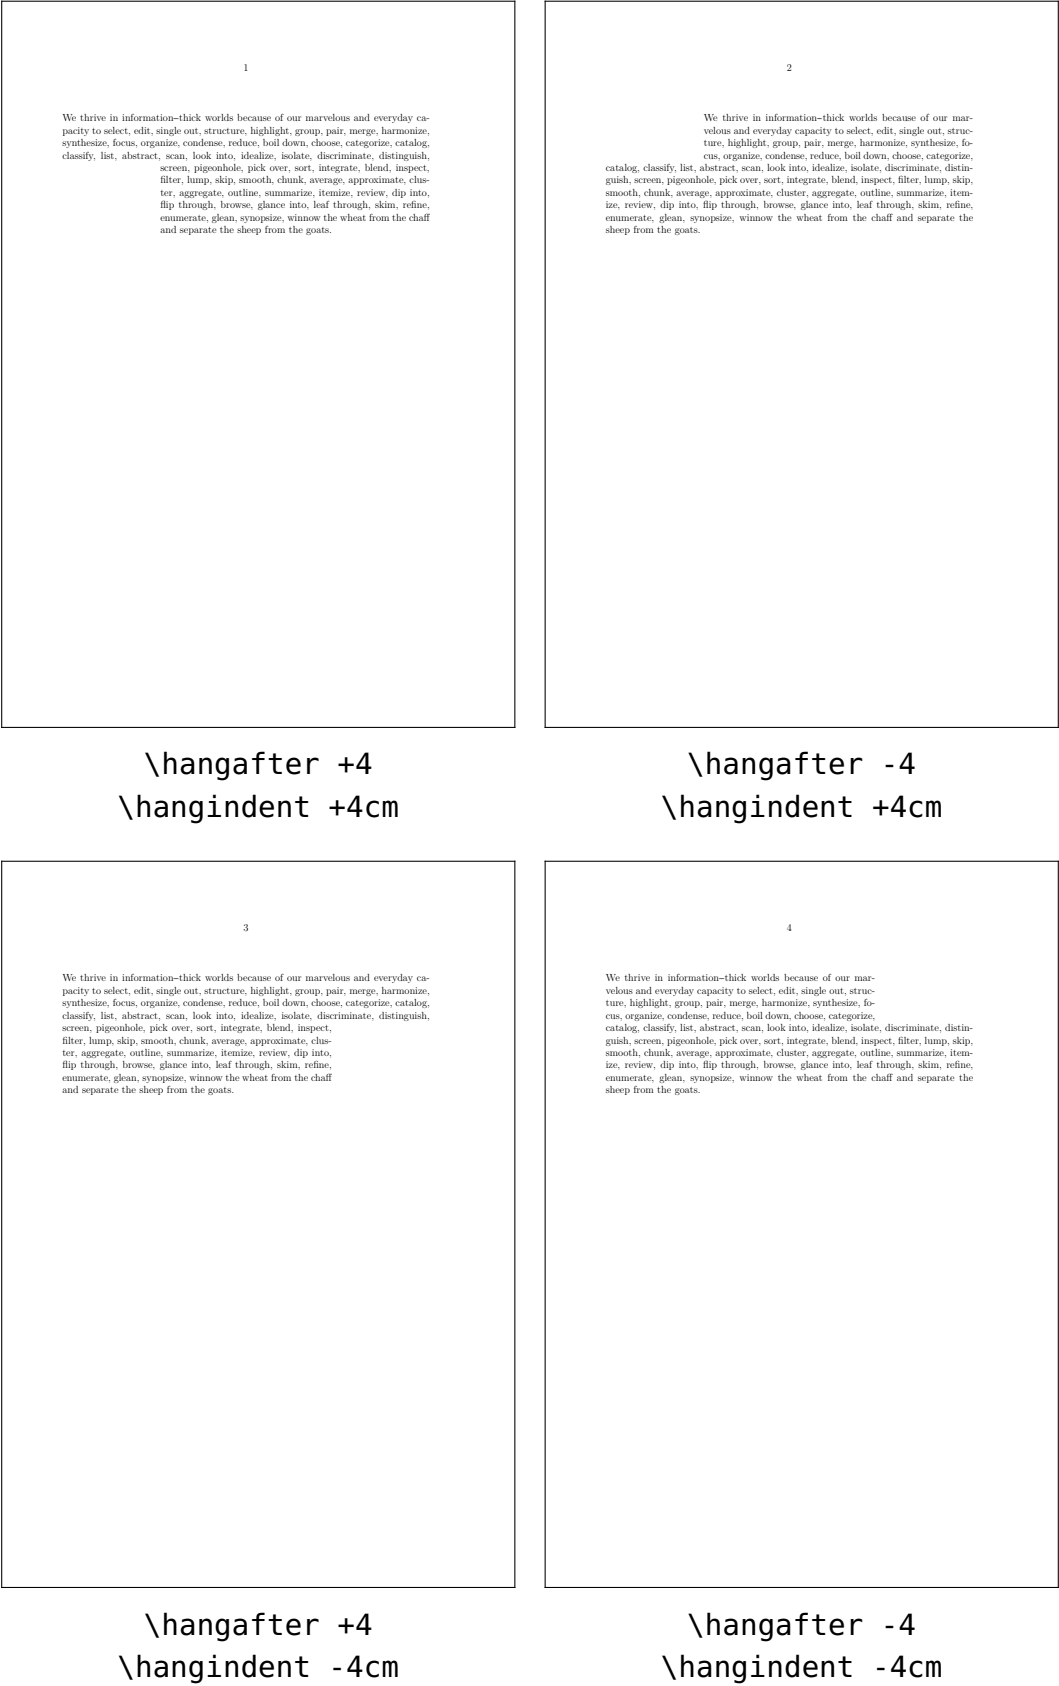 1
We thrive in information–thick worlds because of our marvelous and everyday ca-
pacity to select, edit, single out, structure, highlight, group, pair, merge, harmonize,
synthesize, focus, organize, condense, reduce, boil down, choose, categorize, catalog,
classify, list, abstract, scan, look into, idealize, isolate, discriminate, distinguish,
screen, pigeonhole, pick over, sort, integrate, blend, inspect,
filter, lump, skip, smooth, chunk, average, approximate, clus-
ter, aggregate, outline, summarize, itemize, review, dip into,
flip through, browse, glance into, leaf through, skim, refine,
enumerate, glean, synopsize, winnow the wheat from the chaff
and separate the sheep from the goats.
\hangafter +4
\hangindent +4cm
2
We thrive in information–thick worlds because of our mar-
velous and everyday capacity to select, edit, single out, struc-
ture, highlight, group, pair, merge, harmonize, synthesize, fo-
cus, organize, condense, reduce, boil down, choose, categorize,
catalog, classify, list, abstract, scan, look into, idealize, isolate, discriminate, distin-
guish, screen, pigeonhole, pick over, sort, integrate, blend, inspect, filter, lump, skip,
smooth, chunk, average, approximate, cluster, aggregate, outline, summarize, item-
ize, review, dip into, flip through, browse, glance into, leaf through, skim, refine,
enumerate, glean, synopsize, winnow the wheat from the chaff and separate the
sheep from the goats.
\hangafter -4
\hangindent +4cm
3
We thrive in information–thick worlds because of our marvelous and everyday ca-
pacity to select, edit, single out, structure, highlight, group, pair, merge, harmonize,
synthesize, focus, organize, condense, reduce, boil down, choose, categorize, catalog,
classify, list, abstract, scan, look into, idealize, isolate, discriminate, distinguish,
screen, pigeonhole, pick over, sort, integrate, blend, inspect,
filter, lump, skip, smooth, chunk, average, approximate, clus-
ter, aggregate, outline, summarize, itemize, review, dip into,
flip through, browse, glance into, leaf through, skim, refine,
enumerate, glean, synopsize, winnow the wheat from the chaff
and separate the sheep from the goats.
\hangafter +4
\hangindent -4cm
4
We thrive in information–thick worlds because of our mar-
velous and everyday capacity to select, edit, single out, struc-
ture, highlight, group, pair, merge, harmonize, synthesize, fo-
cus, organize, condense, reduce, boil down, choose, categorize,
catalog, classify, list, abstract, scan, look into, idealize, isolate, discriminate, distin-
guish, screen, pigeonhole, pick over, sort, integrate, blend, inspect, filter, lump, skip,
smooth, chunk, average, approximate, cluster, aggregate, outline, summarize, item-
ize, review, dip into, flip through, browse, glance into, leaf through, skim, refine,
enumerate, glean, synopsize, winnow the wheat from the chaff and separate the
sheep from the goats.
\hangafter -4
\hangindent -4cm